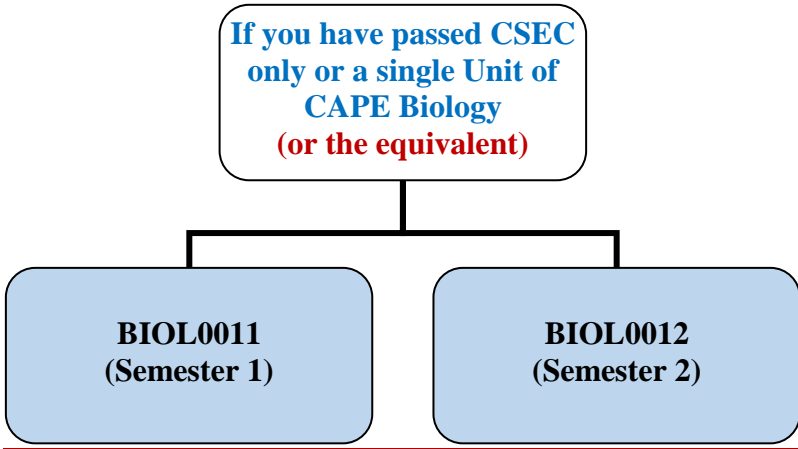 If you have passed CSEC
only or a single Unit of
CAPE Biology
(or the equivalent)
BIOL0011
(Semester 1)
BIOL0012
(Semester 2)